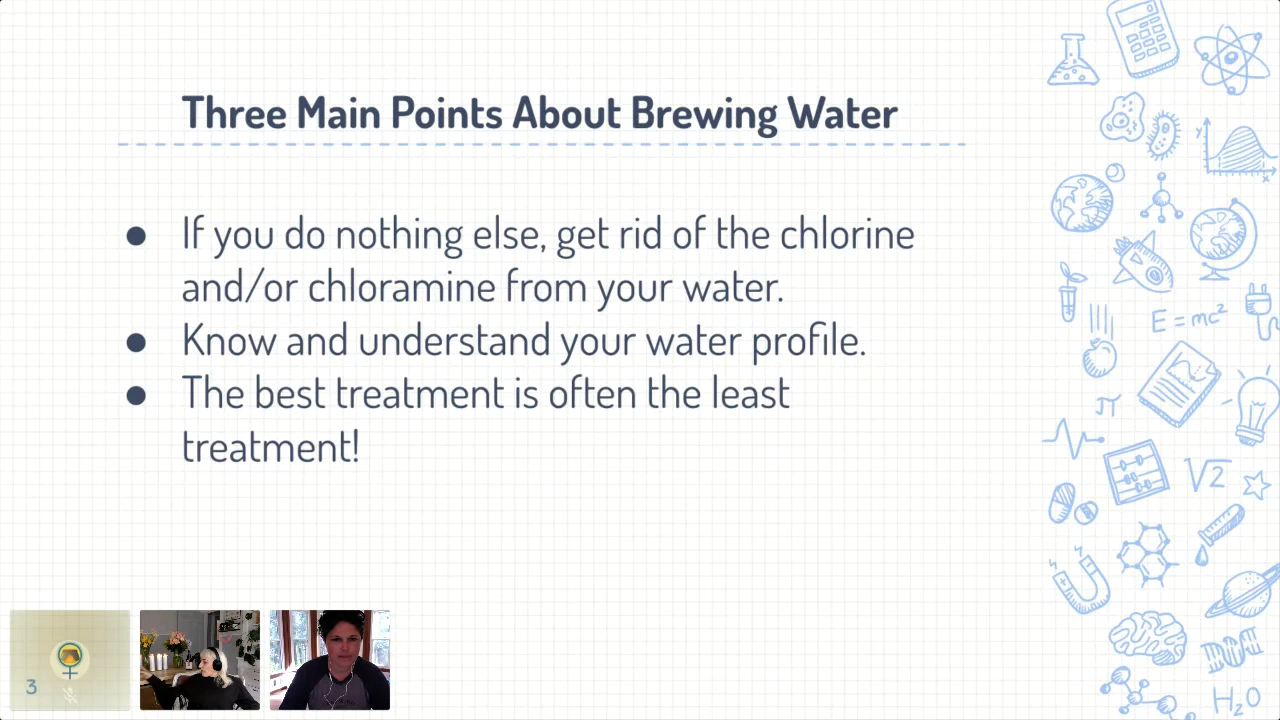 Three Main Points About Brewing Water
● If you do nothing else, get rid of the chlorine
and/or chloramine from your water.
● Know and understand your water profile.
● The best treatment is often the least
treatment!
3
y
x
E=mc²
π
√2
H₂O